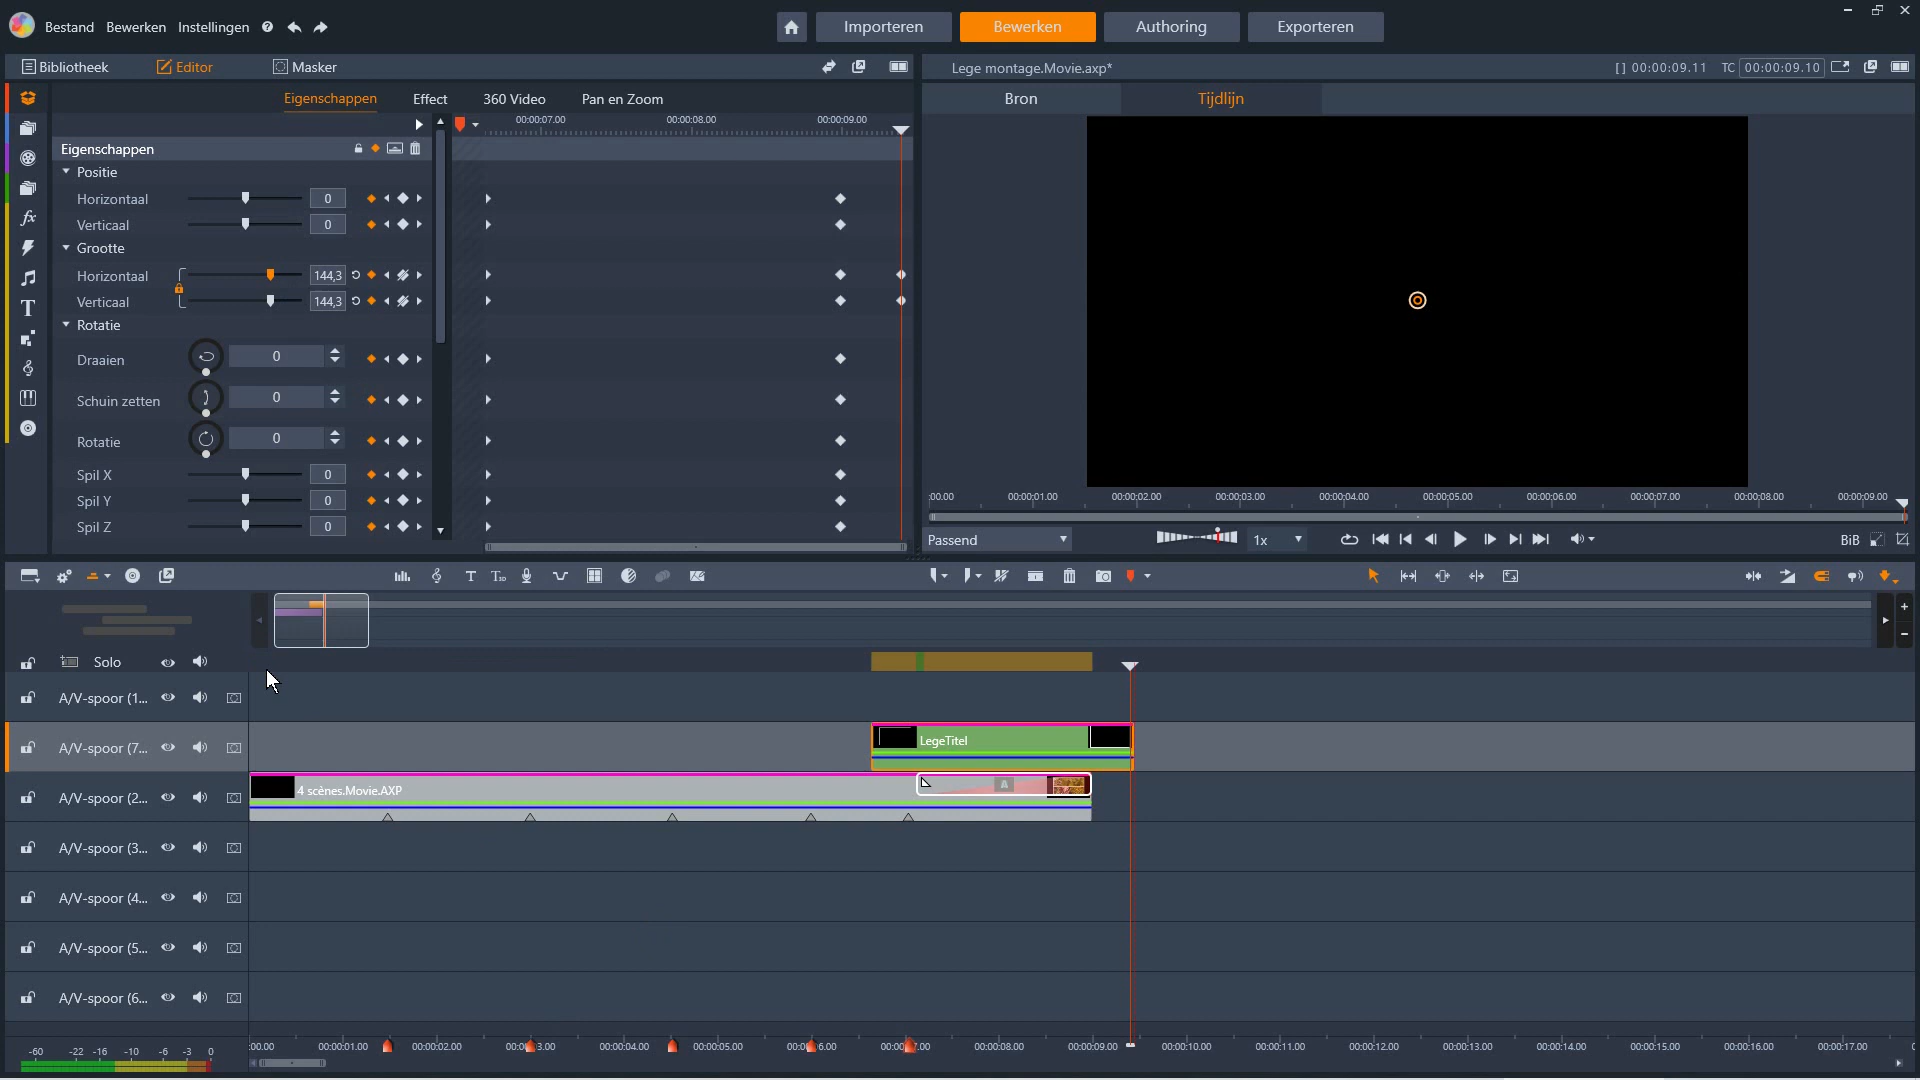 Bestand Bewerken Instellingen
Importeren Bewerken Authoring Exporteren
Bibliotheek Editor Masker
Lege montage.Movie.axp* [] 00:00:09.11 TC 00:00:09.10
Eigenschappen Effect 360 Video Pan en Zoom
Bron Tijdlijn
00:00:07.00 00:00:08.00 00:00:09.00
Eigenschappen
Positie
Horizontaal 0
Verticaal 0
Grootte
Horizontaal 144,3
Verticaal 144,3
Rotatie
Draaien 0
Schuin zetten 0
Rotatie 0
Spil X 0
Spil Y 0
Spil Z 0
:00.00 00:00:01.00 00:00:02.00 00:00:03.00 00:00:04.00 00:00:05.00 00:00:06.00 00:00:07.00 00:00:08.00 00:00:09.00
Passend 1x BiB
Solo
A/V-spoor (1...
A/V-spoor (7... LegeTitel
A/V-spoor (2... 4 scènes.Movie.AXP A
A/V-spoor (3...
A/V-spoor (4...
A/V-spoor (5...
A/V-spoor (6...
-60 -22 -16 -10 -6 -3 0
:00.00 00:00:01.00 00:00:02.00 00:00:04.00 00:00:05.00 00:00:08.00 00:00:09.00 00:00:10.00 00:00:11.00 00:00:12.00 00:00:13.00 00:00:14.00 00:00:15.00 00:00:16.00 00:00:17.00